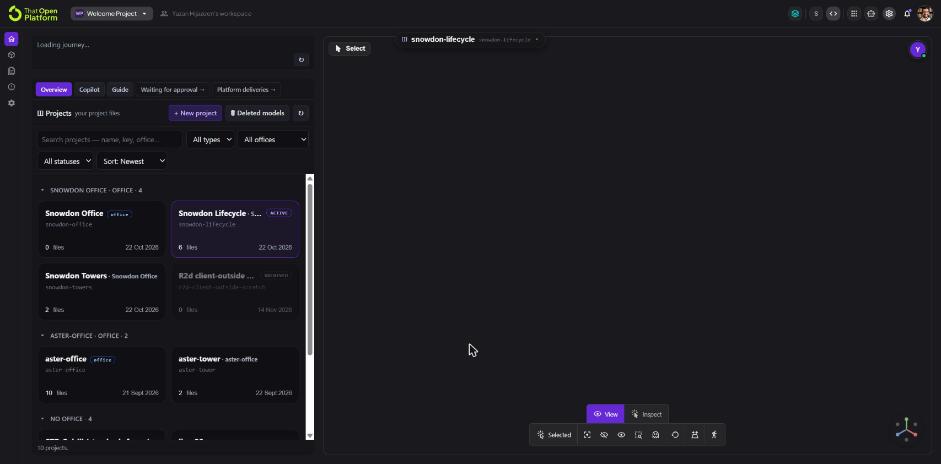 That Open Platform
WP Welcome Project
Yazan Hijazeen's workspace
S
Loading journey...
Overview
Copilot
Guide
Waiting for approval →
Platform deliveries →
Projects your project files
+ New project
Deleted models
Search projects — name, key, office...
All types
All offices
All statuses
Sort: Newest
SNOWDON OFFICE · OFFICE · 4
Snowdon Office office
snowdon-office
0 files 22 Oct 2026
Snowdon Lifecycle · S... ACTIVE
snowdon-lifecycle
6 files 22 Oct 2026
Snowdon Towers · Snowdon Office
snowdon-towers
2 files 22 Oct 2026
R2d client-outside ...
r2d-client-outside-scratch
0 files 14 Nov 2026
ASTER-OFFICE · OFFICE · 2
aster-office office
aster-office
10 files 21 Sept 2026
aster-tower · aster-office
aster-tower
2 files 22 Sept 2026
NO OFFICE · 4
10 projects.
Select
snowdon-lifecycle snowdon-lifecycle
Y
View
Inspect
Selected